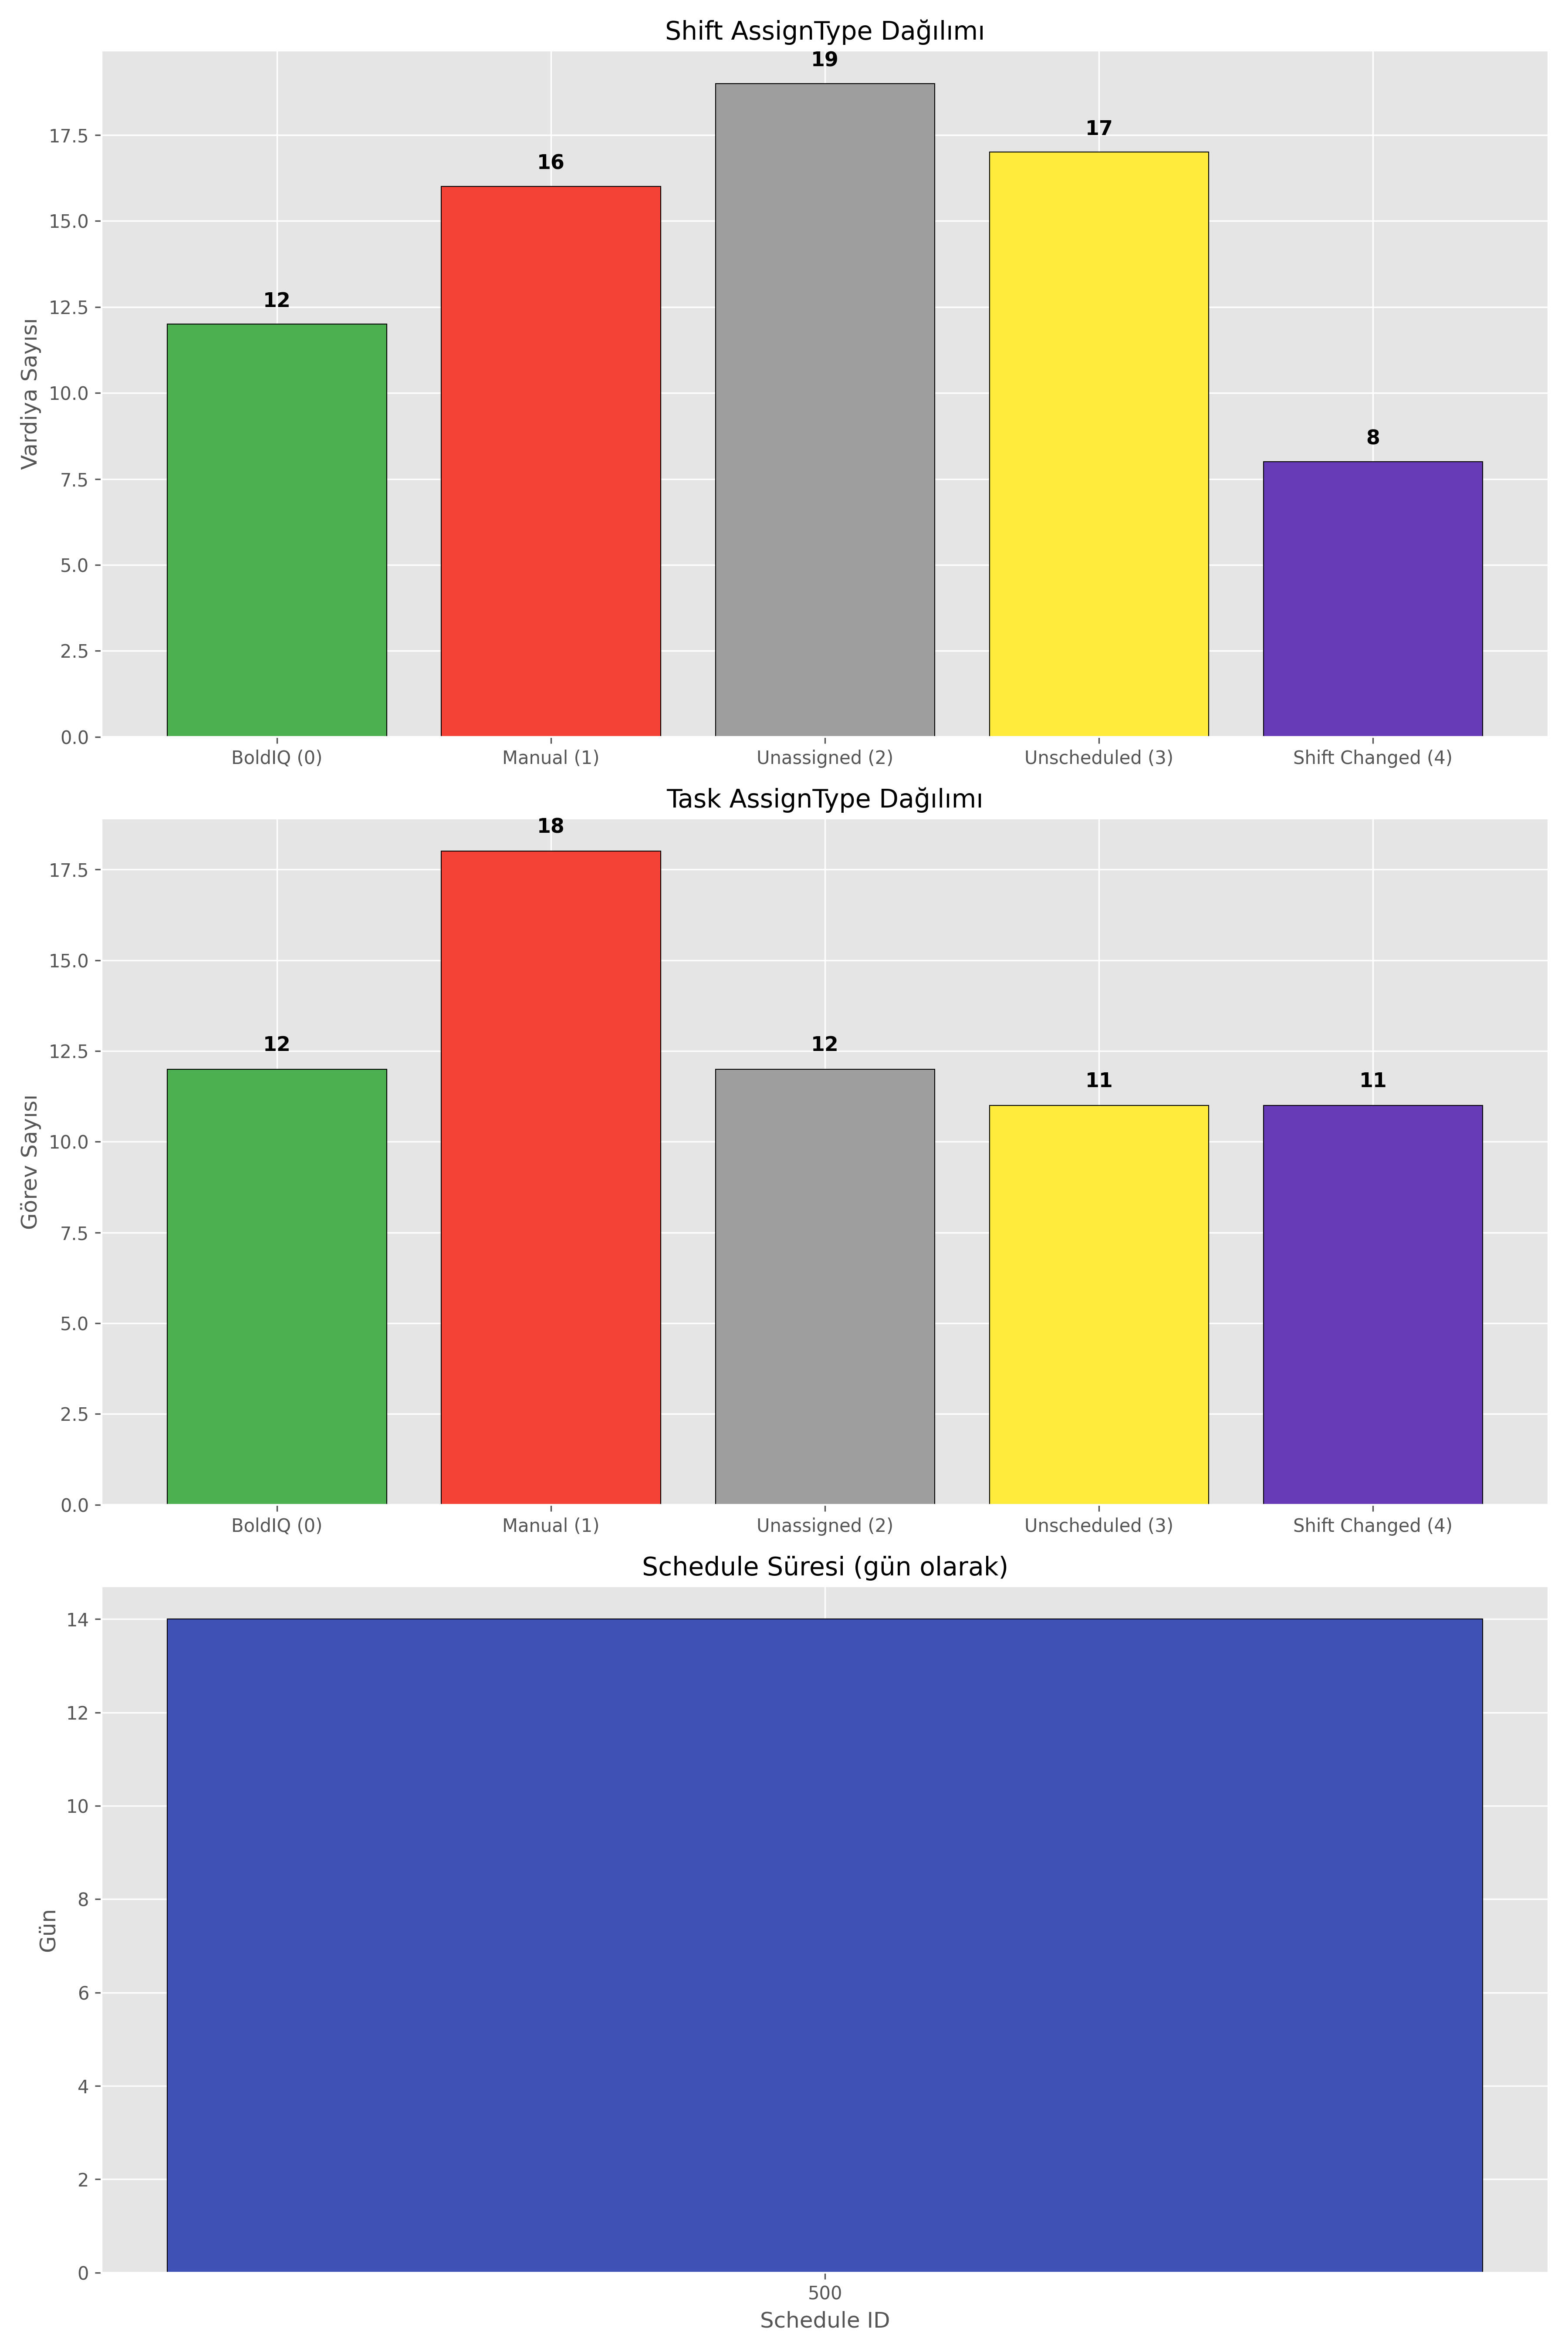 Shift AssignType Dağılımı
Vardiya Sayısı
17.5
15.0
12.5
10.0
7.5
5.0
2.5
0.0
12
16
19
17
8
BoldIQ (0)
Manual (1)
Unassigned (2)
Unscheduled (3)
Shift Changed (4)
Task AssignType Dağılımı
Görev Sayısı
17.5
15.0
12.5
10.0
7.5
5.0
2.5
0.0
12
18
12
11
11
BoldIQ (0)
Manual (1)
Unassigned (2)
Unscheduled (3)
Shift Changed (4)
Schedule Süresi (gün olarak)
Gün
14
12
10
8
6
4
2
0
500
Schedule ID